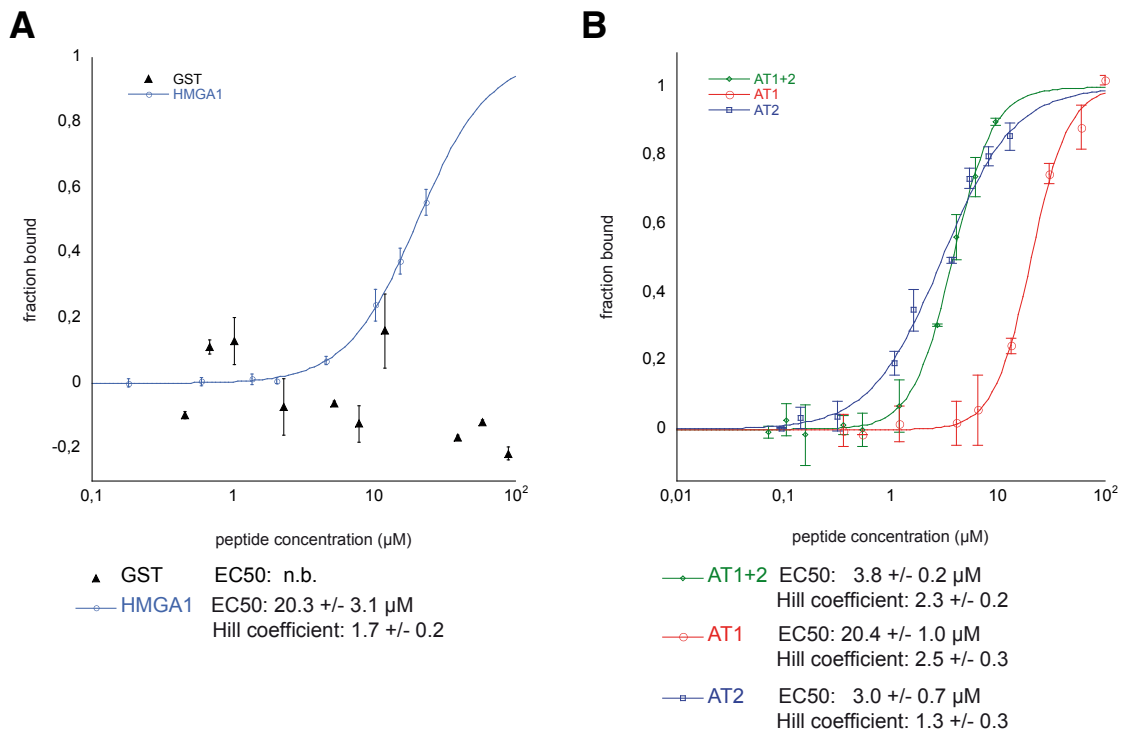 A
GST
HMGA1
1
0,8
0,6
0,4
0,2
0
-0,2
fraction bound
0,1
1
10
10²
peptide concentration (µM)
GST EC50: n.b.
HMGA1 EC50: 20.3 +/- 3.1 µM
Hill coefficient: 1.7 +/- 0.2
B
AT1+2
AT1
AT2
1
0,8
0,6
0,4
0,2
0
fraction bound
0,01
0,1
1
10
10²
peptide concentration (µM)
AT1+2 EC50: 3.8 +/- 0.2 µM
Hill coefficient: 2.3 +/- 0.2
AT1 EC50: 20.4 +/- 1.0 µM
Hill coefficient: 2.5 +/- 0.3
AT2 EC50: 3.0 +/- 0.7 µM
Hill coefficient: 1.3 +/- 0.3